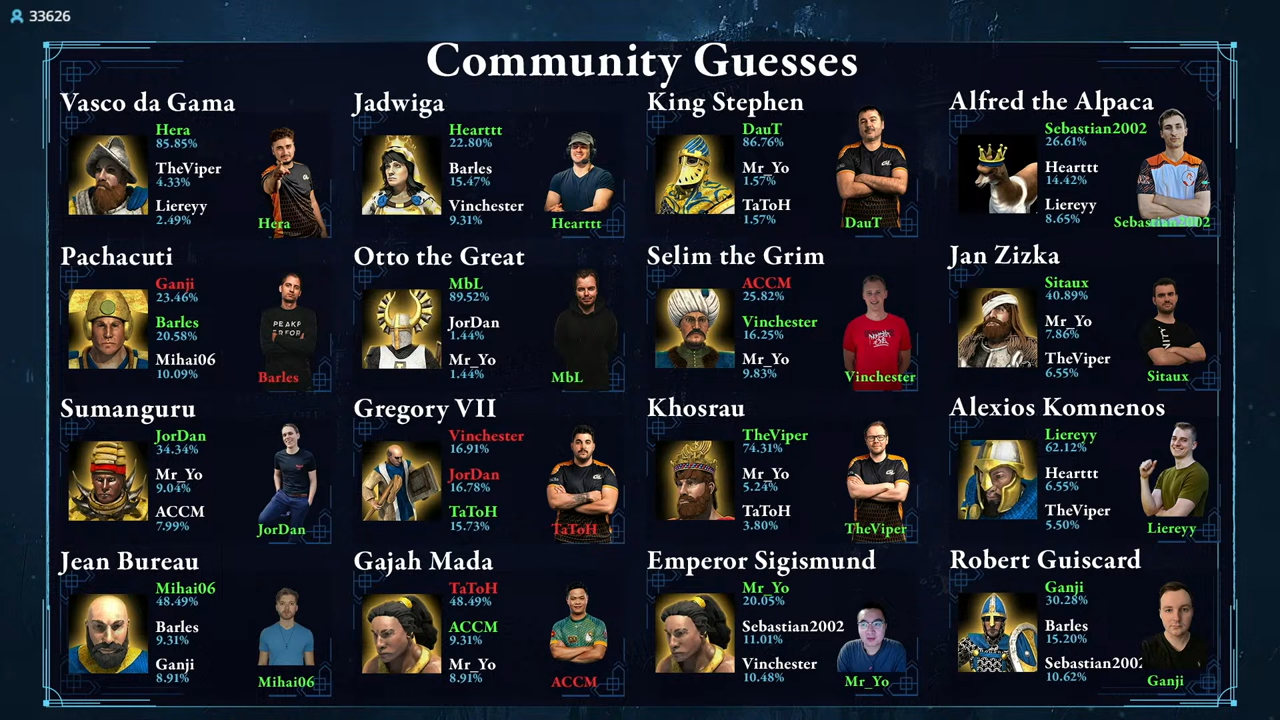 33626
Community Guesses
Vasco da Gama
Hera
85.85%
TheViper
4.33%
Liereyy
2.49%
Hera
Jadwiga
Hearttt
22.80%
Barles
15.47%
Vinchester
9.31%
Hearttt
King Stephen
DauT
86.76%
Mr_Yo
1.57%
TaToH
1.57%
DauT
Alfred the Alpaca
Sebastian2002
26.61%
Hearttt
14.42%
Liereyy
8.65%
Sebastian2002
Pachacuti
Ganji
23.46%
Barles
20.58%
Mihai06
10.09%
PEAKP
ERROR
Barles
Otto the Great
MbL
89.52%
JorDan
1.44%
Mr_Yo
1.44%
MbL
Selim the Grim
ACCM
25.82%
Vinchester
16.25%
Mr_Yo
9.83%
Vinchester
Jan Zizka
Sitaux
40.89%
Mr_Yo
7.86%
TheViper
6.55%
Sitaux
Sumanguru
JorDan
34.34%
Mr_Yo
9.04%
ACCM
7.99%
JorDan
Gregory VII
Vinchester
16.91%
JorDan
16.78%
TaToH
15.73%
TaToH
Khosrau
TheViper
74.31%
Mr_Yo
5.24%
TaToH
3.80%
TheViper
Alexios Komnenos
Liereyy
62.12%
Hearttt
6.55%
TheViper
5.50%
Liereyy
Jean Bureau
Mihai06
48.49%
Barles
9.31%
Ganji
8.91%
Mihai06
Gajah Mada
TaToH
48.49%
ACCM
9.31%
Mr_Yo
8.91%
ACCM
Emperor Sigismund
Mr_Yo
20.05%
Sebastian2002
11.01%
Vinchester
10.48%
Mr_Yo
Robert Guiscard
Ganji
30.28%
Barles
15.20%
Sebastian2002
10.62%
Ganji